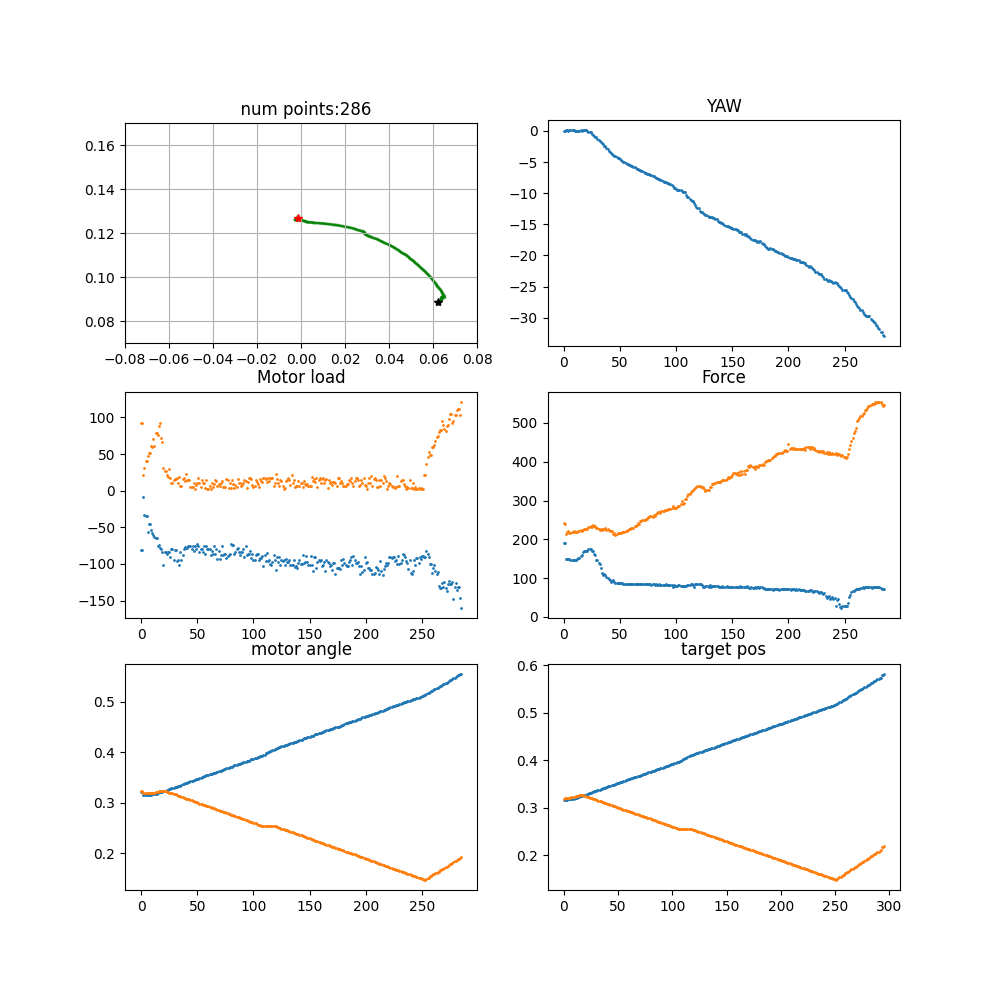 num points:286
YAW
0.16
0.14
0.12
0.10
0.08
−0.08 −0.06 −0.04 −0.02 0.00 0.02 0.04 0.06 0.08
0
−5
−10
−15
−20
−25
−30
0 50 100 150 200 250
Motor load
Force
100
50
0
−50
−100
−150
0 50 100 150 200 250
500
400
300
200
100
0
0 50 100 150 200 250
motor angle
target pos
0.5
0.4
0.3
0.2
0 50 100 150 200 250
0.6
0.5
0.4
0.3
0.2
0 50 100 150 200 250 300